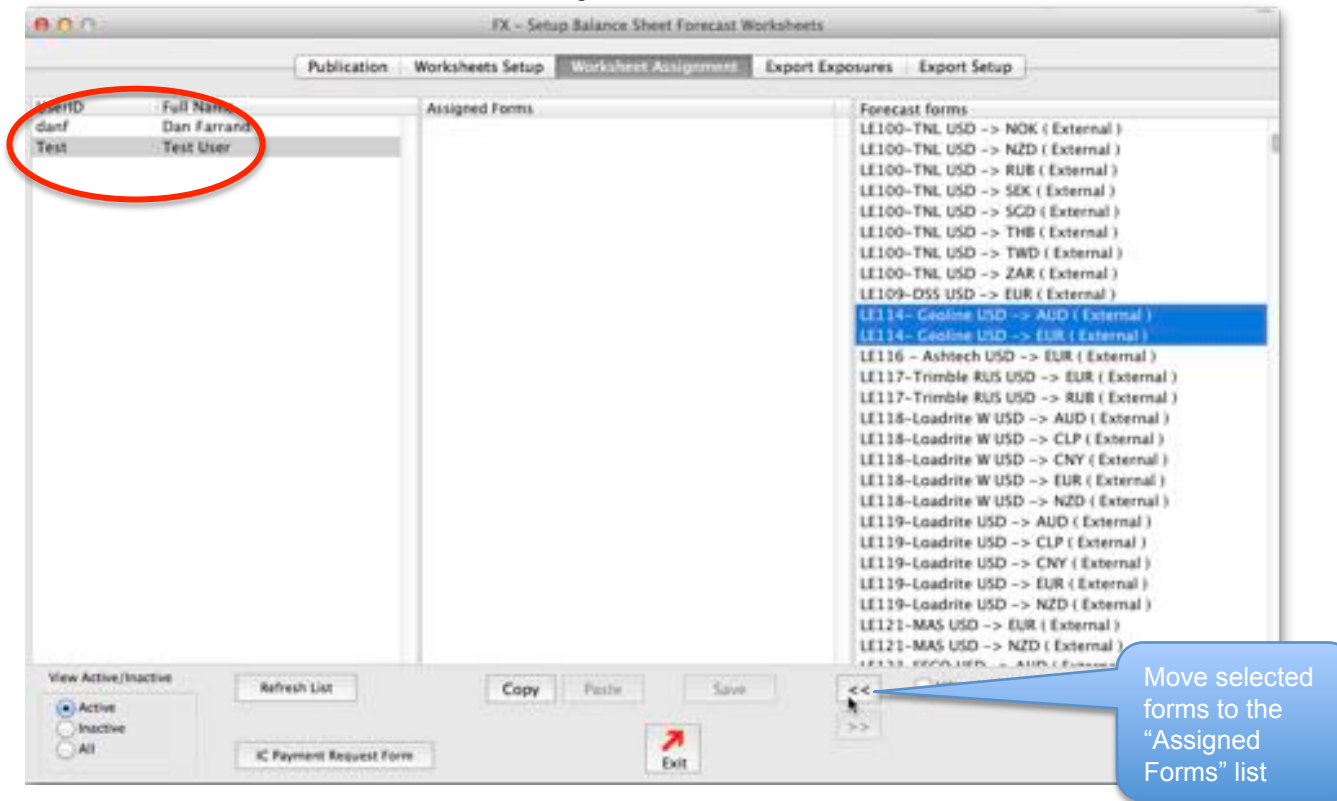 FX - Setup Balance Sheet Forecast Worksheets
Publication Worksheets Setup Worksheet Assignment Export Exposures Export Setup
UserID Full Name
danf Dan Farrand
Test Test User
Assigned Forms
Forecast forms
LE100-TNL USD -> NOK ( External )
LE100-TNL USD -> NZD ( External )
LE100-TNL USD -> RUB ( External )
LE100-TNL USD -> SEK ( External )
LE100-TNL USD -> SGD ( External )
LE100-TNL USD -> THB ( External )
LE100-TNL USD -> TWD ( External )
LE100-TNL USD -> ZAR ( External )
LE109-DSS USD -> EUR ( External )
LE114- Geoline USD -> AUD ( External )
LE114- Geoline USD -> EUR ( External )
LE116 - Ashtech USD -> EUR ( External )
LE117-Trimble RUS USD -> EUR ( External )
LE117-Trimble RUS USD -> RUB ( External )
LE118-Loadrite W USD -> AUD ( External )
LE118-Loadrite W USD -> CLP ( External )
LE118-Loadrite W USD -> CNY ( External )
LE118-Loadrite W USD -> EUR ( External )
LE118-Loadrite W USD -> NZD ( External )
LE119-Loadrite USD -> AUD ( External )
LE119-Loadrite USD -> CLP ( External )
LE119-Loadrite USD -> CNY ( External )
LE119-Loadrite USD -> EUR ( External )
LE119-Loadrite USD -> NZD ( External )
LE121-MAS USD -> EUR ( External )
LE121-MAS USD -> NZD ( External )
View Active/Inactive
Active
Inactive
All
Refresh List
IC Payment Request Form
Copy Paste Save
Exit
<<
>>
Move selected
forms to the
“Assigned
Forms” list